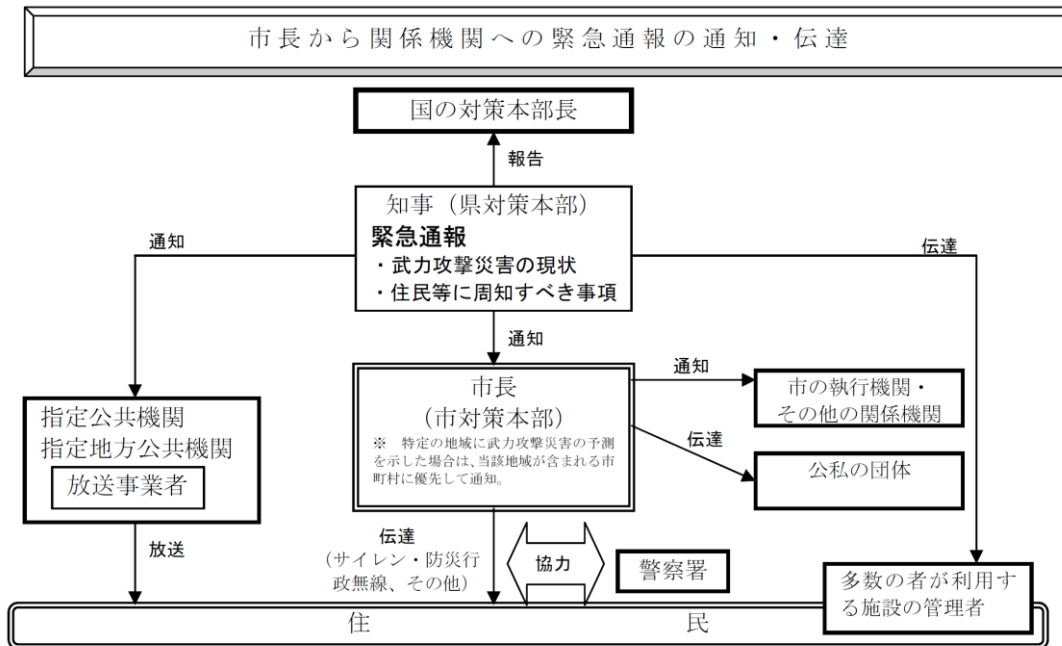 市長から関係機関への緊急通報の通知・伝達
国の対策本部長
報告
知事（県対策本部）
緊急通報
・武力攻撃災害の現状
・住民等に周知すべき事項
通知
伝達
通知
市長
（市対策本部）
※　特定の地域に武力攻撃災害の予測
を示した場合は、当該地域が含まれる市
町村に優先して通知。
通知
市の執行機関・
その他の関係機関
伝達
公私の団体
指定公共機関
指定地方公共機関
放送事業者
放送
伝達
（サイレン・防災行
政無線、その他）
協力
警察署
多数の者が利用す
る施設の管理者
住　民